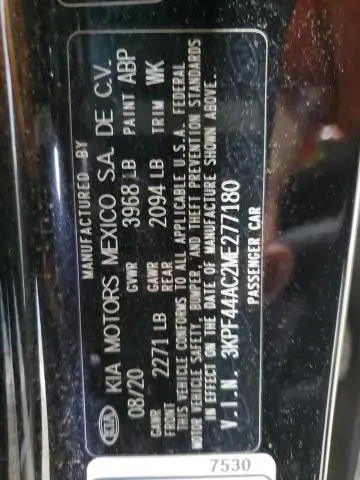 MANUFACTURED BY
KIA KIA MOTORS MEXICO S.A. DE C.V.
08/20 GVWR 3968 LB PAINT ABP
GAWR FRONT 2271 LB GAWR REAR 2094 LB TRIM WK
THIS VEHICLE CONFORMS TO ALL APPLICABLE U.S.A. FEDERAL
MOTOR VEHICLE SAFETY, BUMPER, AND THEFT PREVENTION STANDARDS
IN EFFECT ON THE DATE OF MANUFACTURE SHOWN ABOVE.
V.I.N. 3KPF44AC2ME277180
PASSENGER CAR
7530